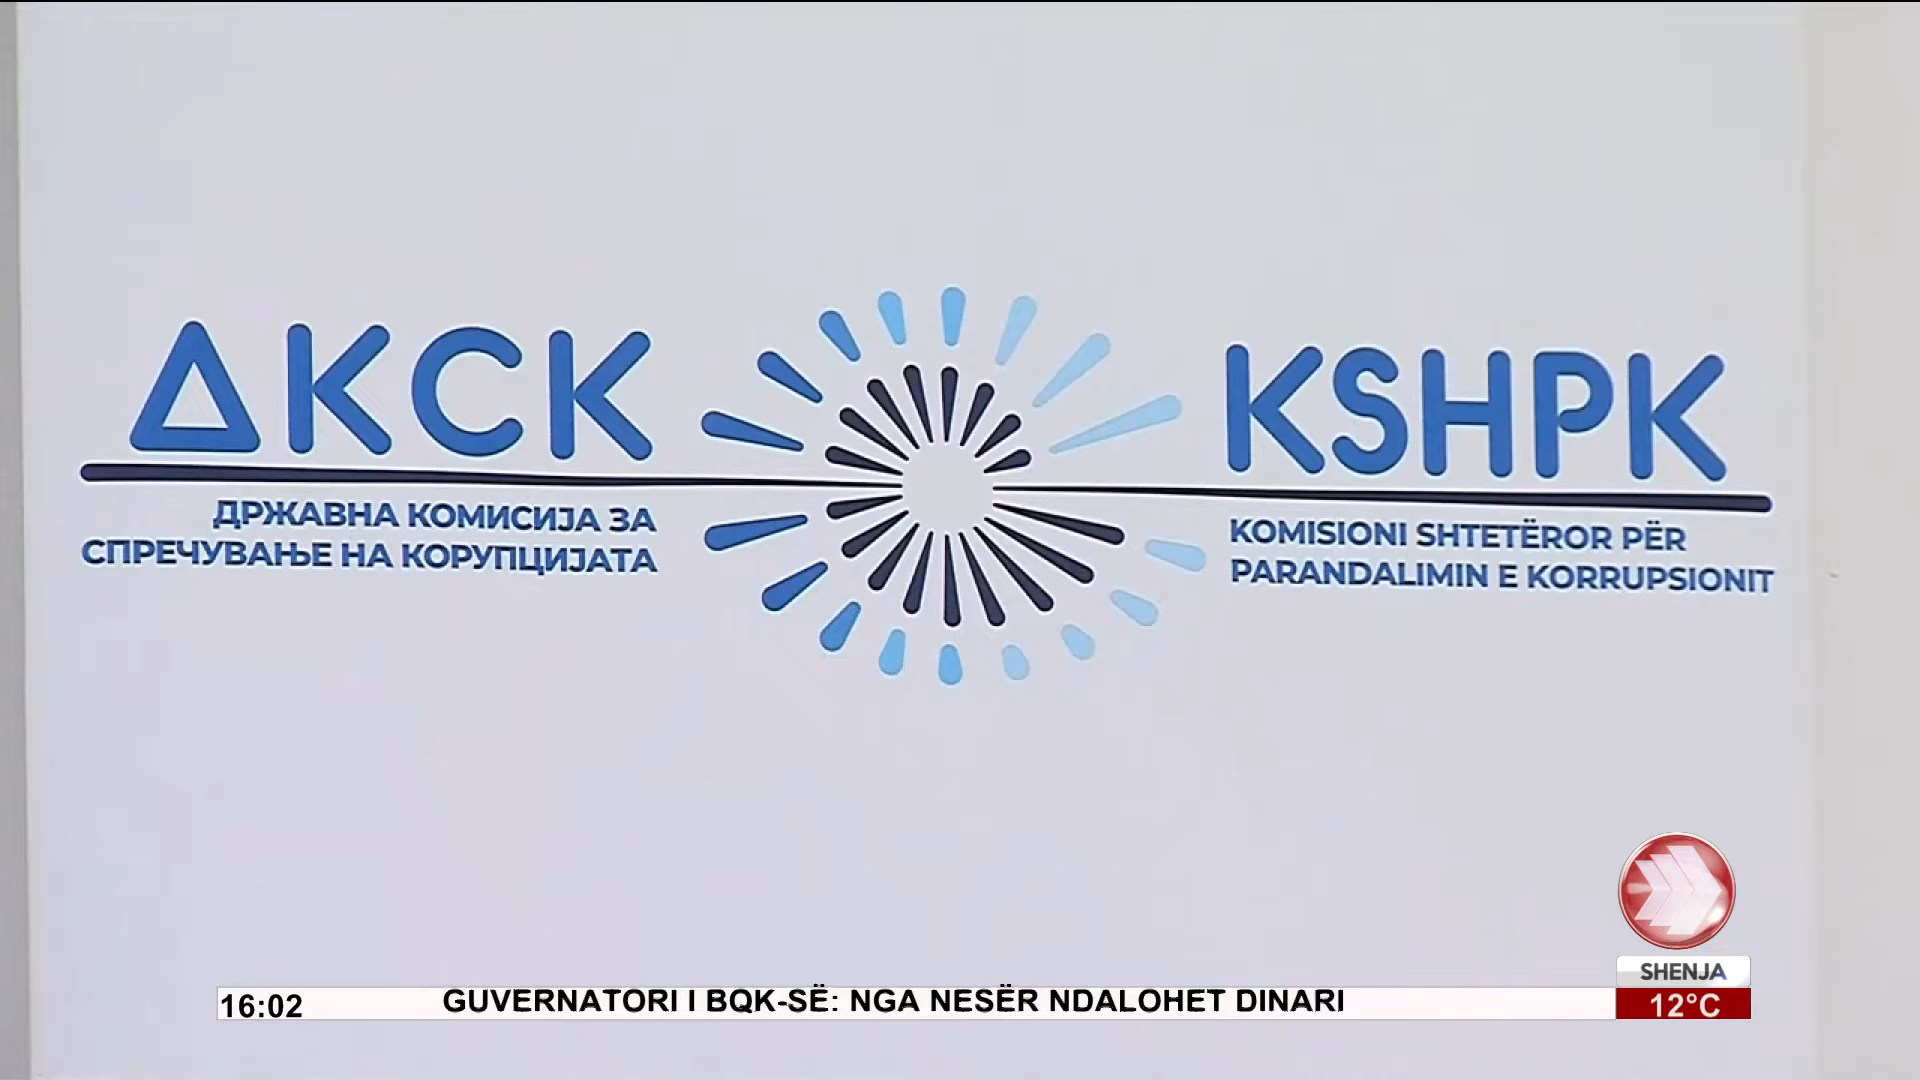 ДКСК
ДРЖАВНА КОМИСИЈА ЗА
СПРЕЧУВАЊЕ НА КОРУПЦИЈАТА
KSHPK
KOMISIONI SHTETËROR PËR
PARANDALIMIN E KORRUPSIONIT
SHENJA
16:02
GUVERNATORI I BQK-SË: NGA NESËR NDALOHET DINARI
12°C